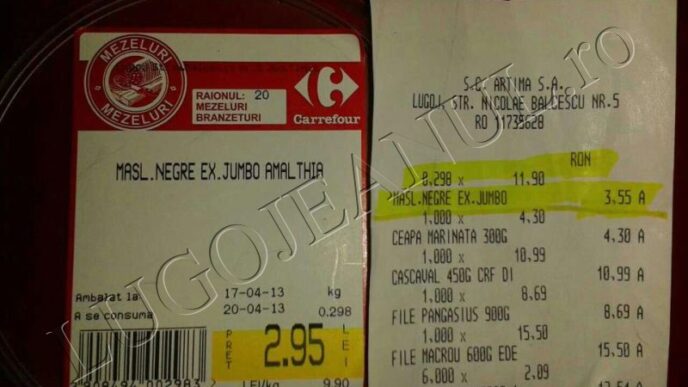 MEZELURI
MEZELURI
RAIONUL: 20
MEZELURI
BRANZETURI
Carrefour
MASL.NEGRE EX.JUMBO AMALTHIA
Ambalat la 17-04-13 kg
A se consuma 20-04-13 0.298
PRET 2.95 LEI
LEI/kg 9.90
S.C. ARTIMA S.A.
LUGOJ, STR. NICOLAE BALCESCU NR.5
RO 11735628
RON
0.298 x 11.90
MASL.NEGRE EX.JUMBO 3.55 A
1.000 x 4.30
CEAPA MARINATA 300G 4.30 A
1.000 x 10.99
CASCAVAL 450G CRF DI 10.99 A
1.000 x 8.69
FILE PANGASIUS 900G 8.69 A
1.000 x 15.50
FILE MACROU 600G EDE 15.50 A
6.000 x 2.09
LUGOJEANUL.ro